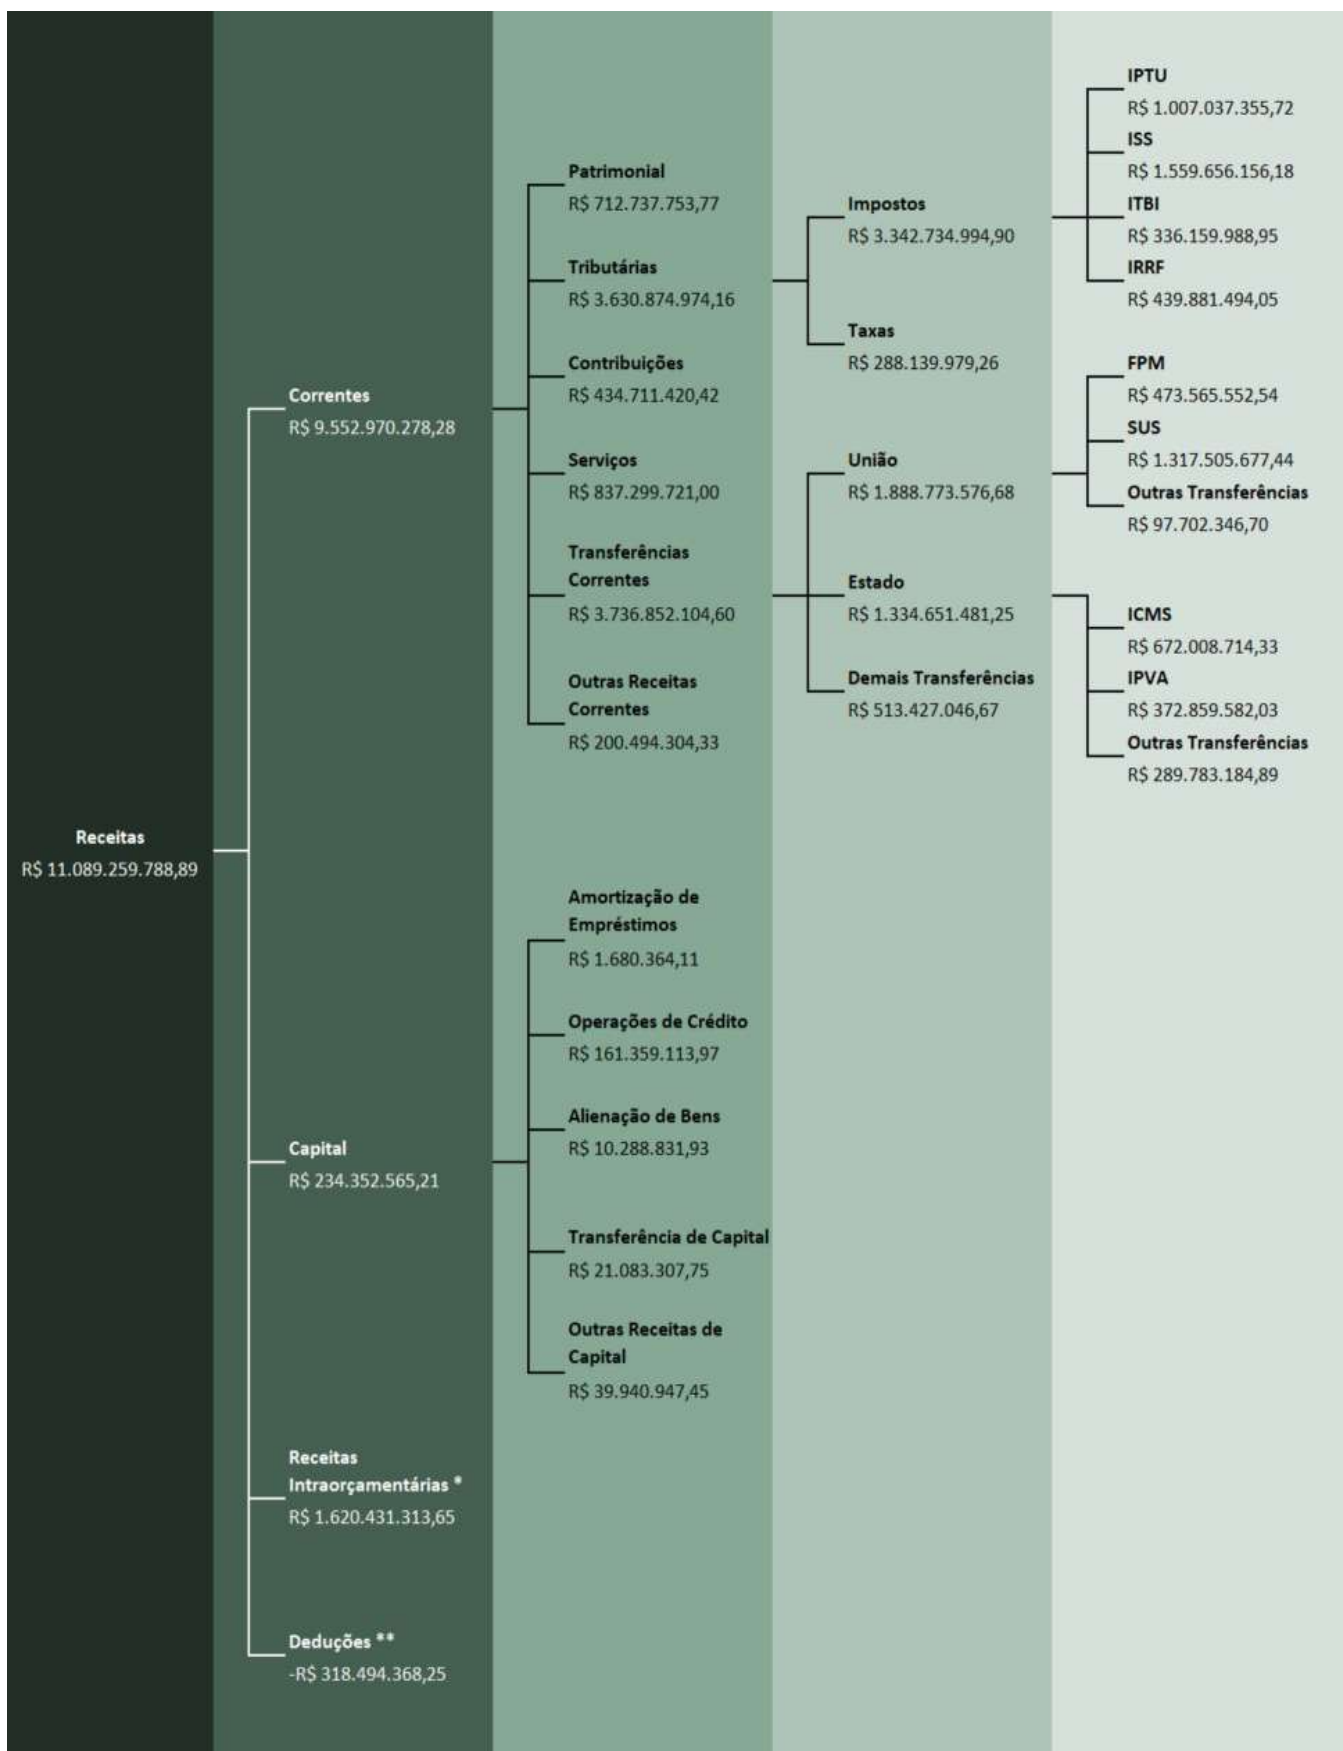 Receitas
R$ 11.089.259.788,89
Correntes
R$ 9.552.970.278,28
Patrimonial
R$ 712.737.753,77
Tributárias
R$ 3.630.874.974,16
Impostos
R$ 3.342.734.994,90
IPTU
R$ 1.007.037.355,72
ISS
R$ 1.559.656.156,18
ITBI
R$ 336.159.988,95
IRRF
R$ 439.881.494,05
Taxas
R$ 288.139.979,26
Contribuições
R$ 434.711.420,42
Serviços
R$ 837.299.721,00
Transferências
Correntes
R$ 3.736.852.104,60
União
R$ 1.888.773.576,68
FPM
R$ 473.565.552,54
SUS
R$ 1.317.505.677,44
Outras Transferências
R$ 97.702.346,70
Estado
R$ 1.334.651.481,25
ICMS
R$ 672.008.714,33
IPVA
R$ 372.859.582,03
Outras Transferências
R$ 289.783.184,89
Demais Transferências
R$ 513.427.046,67
Outras Receitas
Correntes
R$ 200.494.304,33
Capital
R$ 234.352.565,21
Amortização de
Empréstimos
R$ 1.680.364,11
Operações de Crédito
R$ 161.359.113,97
Alienação de Bens
R$ 10.288.831,93
Transferência de Capital
R$ 21.083.307,75
Outras Receitas de
Capital
R$ 39.940.947,45
Receitas
Intraorçamentárias *
R$ 1.620.431.313,65
Deduções **
-R$ 318.494.368,25